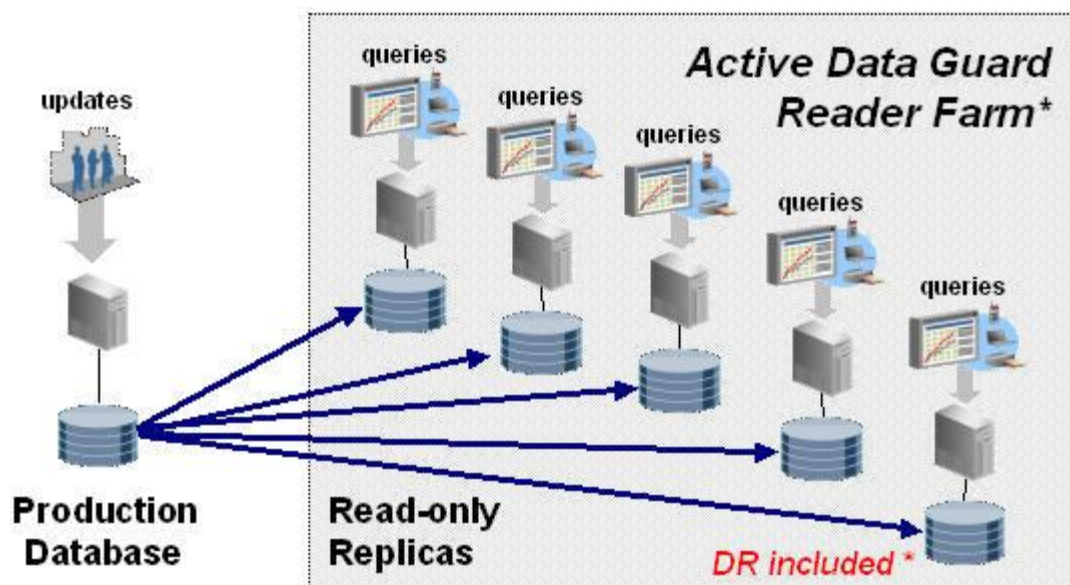 queries
Active Data Guard
Reader Farm*
updates
queries
queries
queries
queries
Production
Database
Read-only
Replicas
DR included *